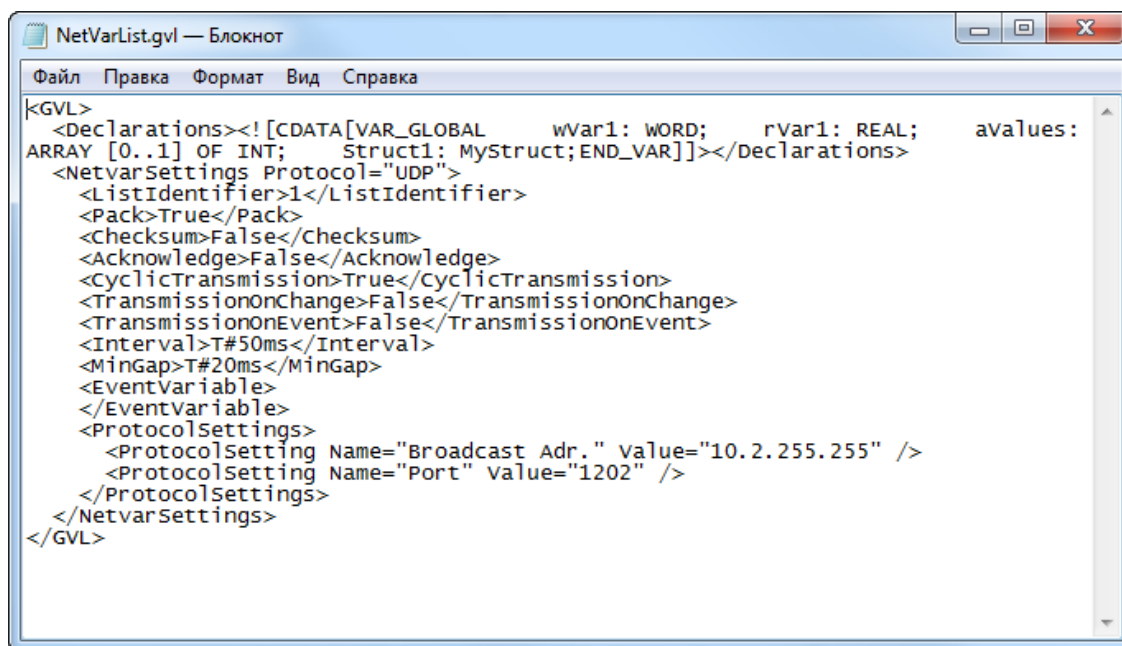 NetVarList.gvl — Блокнот
Файл Правка Формат Вид Справка
<GVL>
  <Declarations><![CDATA[VAR_GLOBAL     wVar1: WORD;    rVar1: REAL;    aValues:
ARRAY [0..1] OF INT;    Struct1: MyStruct;END_VAR]]></Declarations>
  <NetvarSettings Protocol="UDP">
    <ListIdentifier>1</ListIdentifier>
    <Pack>True</Pack>
    <Checksum>False</Checksum>
    <Acknowledge>False</Acknowledge>
    <CyclicTransmission>True</CyclicTransmission>
    <TransmissionOnChange>False</TransmissionOnChange>
    <TransmissionOnEvent>False</TransmissionOnEvent>
    <Interval>T#50ms</Interval>
    <MinGap>T#20ms</MinGap>
    <EventVariable>
    </EventVariable>
    <ProtocolSettings>
      <ProtocolSetting Name="Broadcast Adr." Value="10.2.255.255" />
      <ProtocolSetting Name="Port" Value="1202" />
    </ProtocolSettings>
  </NetvarSettings>
</GVL>